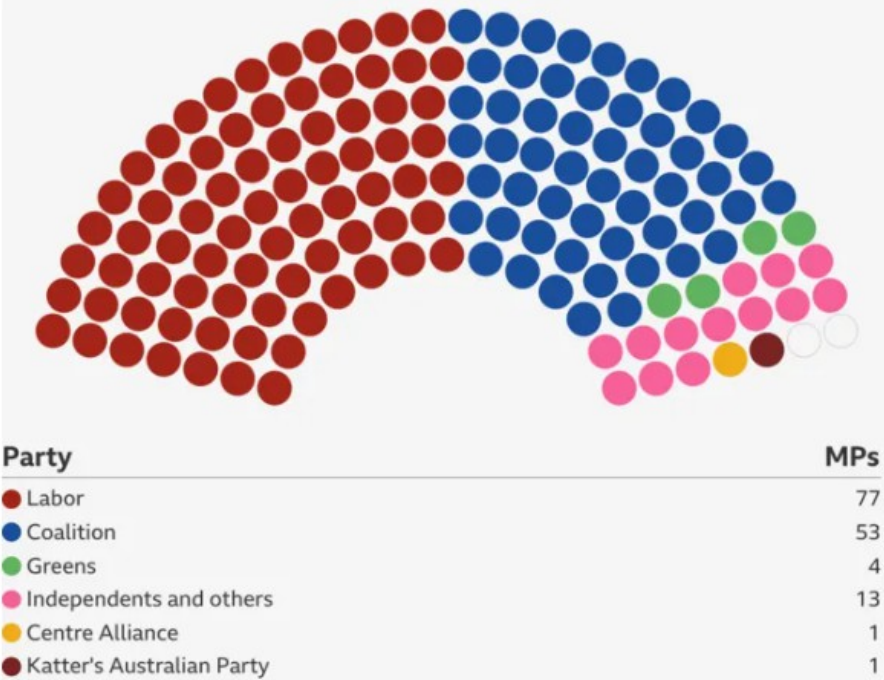 Party MPs
Labor 77
Coalition 53
Greens 4
Independents and others 13
Centre Alliance 1
Katter's Australian Party 1